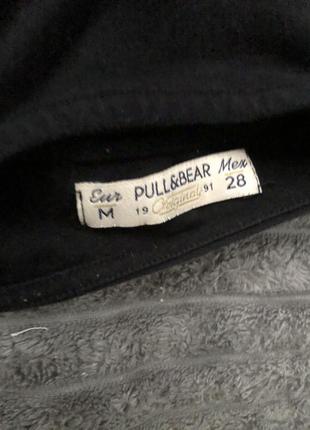 Eur PULL&BEAR Mex
M 19 Original 91 28